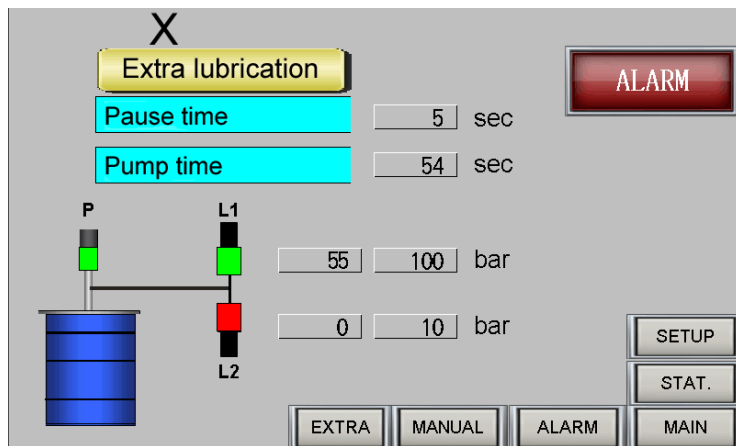 X
Extra lubrication
ALARM
Pause time 5 sec
Pump time 54 sec
P L1
55 100 bar
0 10 bar
L2
SETUP
STAT.
EXTRA MANUAL ALARM MAIN